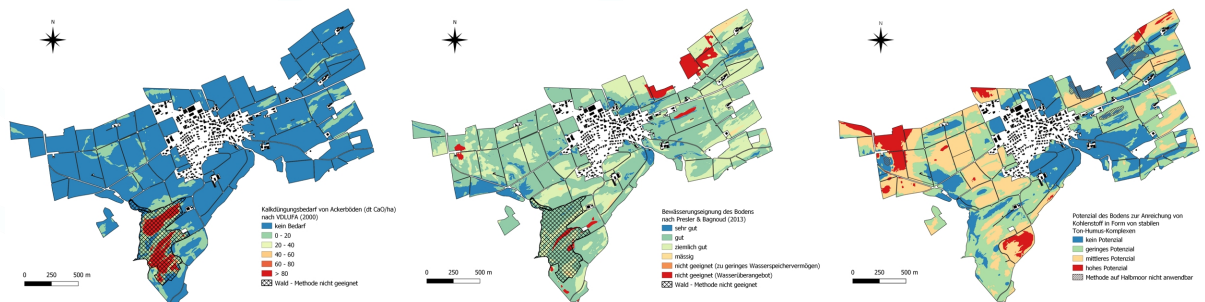 N
Kalkdüngungsbedarf von Ackerböden (dt CaO/ha)
nach VDLUFA (2000)
kein Bedarf
0 - 20
20 - 40
40 - 60
60 - 80
> 80
Wald - Methode nicht geeignet
0 250 500 m
N
Bewässerungseignung des Bodens
nach Presler & Bagnoud (2013)
sehr gut
gut
ziemlich gut
mässig
nicht geeignet (zu geringes Wasserspeichervermögen)
nicht geeignet (Wasserüberangebot)
Wald - Methode nicht geeignet
0 250 500 m
N
Potenzial des Bodens zur Anreichung von
Kohlenstoff in Form von stabilen
Ton-Humus-Komplexen
kein Potenzial
geringes Potenzial
mittleres Potenzial
hohes Potenzial
Methode auf Halbmoor nicht anwendbar
0 250 500 m